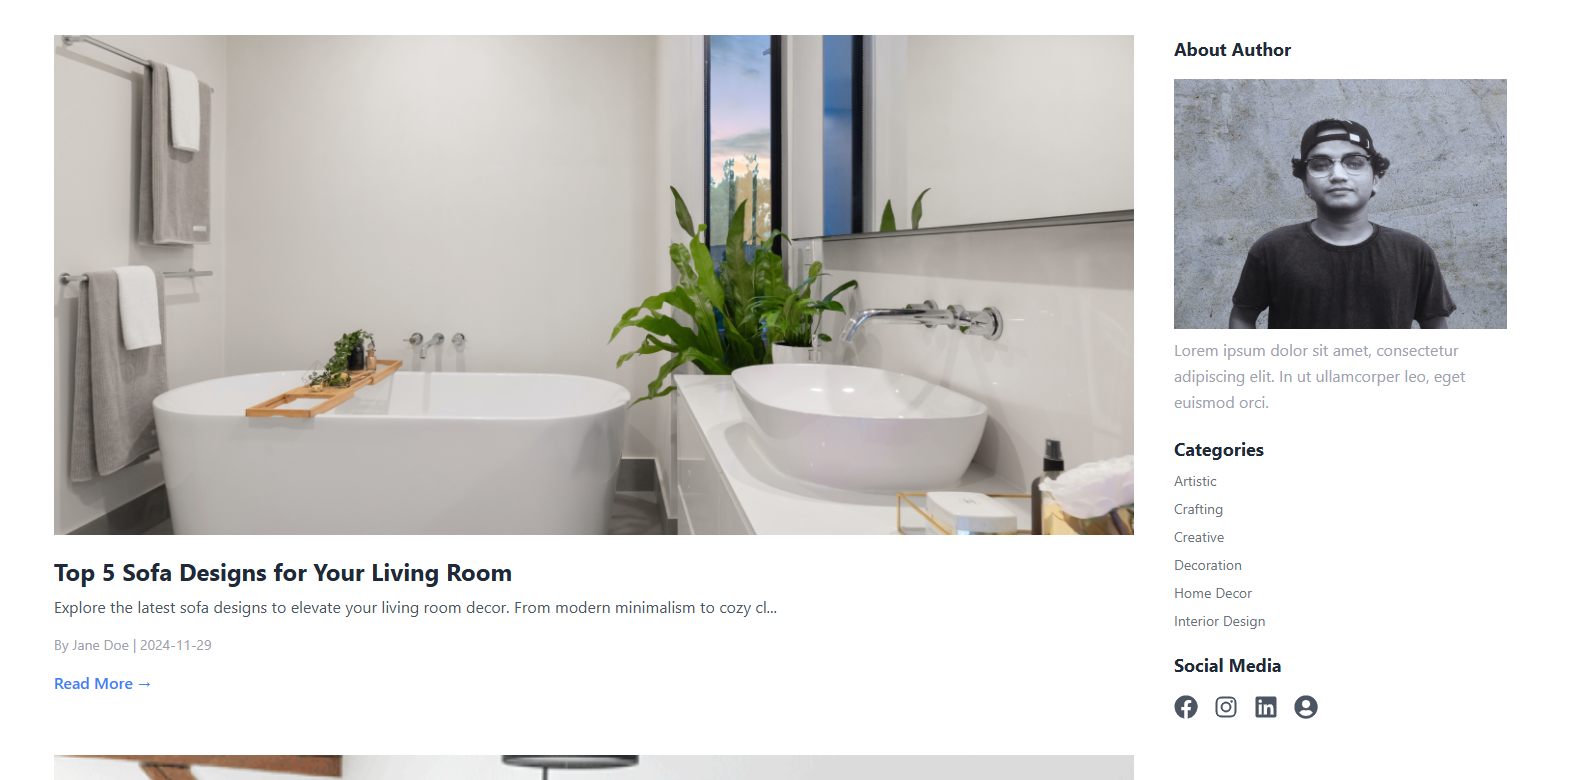 Top 5 Sofa Designs for Your Living Room
Explore the latest sofa designs to elevate your living room decor. From modern minimalism to cozy cl...
By Jane Doe | 2024-11-29
Read More →
About Author
Lorem ipsum dolor sit amet, consectetur
adipiscing elit. In ut ullamcorper leo, eget
euismod orci.
Categories
Artistic
Crafting
Creative
Decoration
Home Decor
Interior Design
Social Media